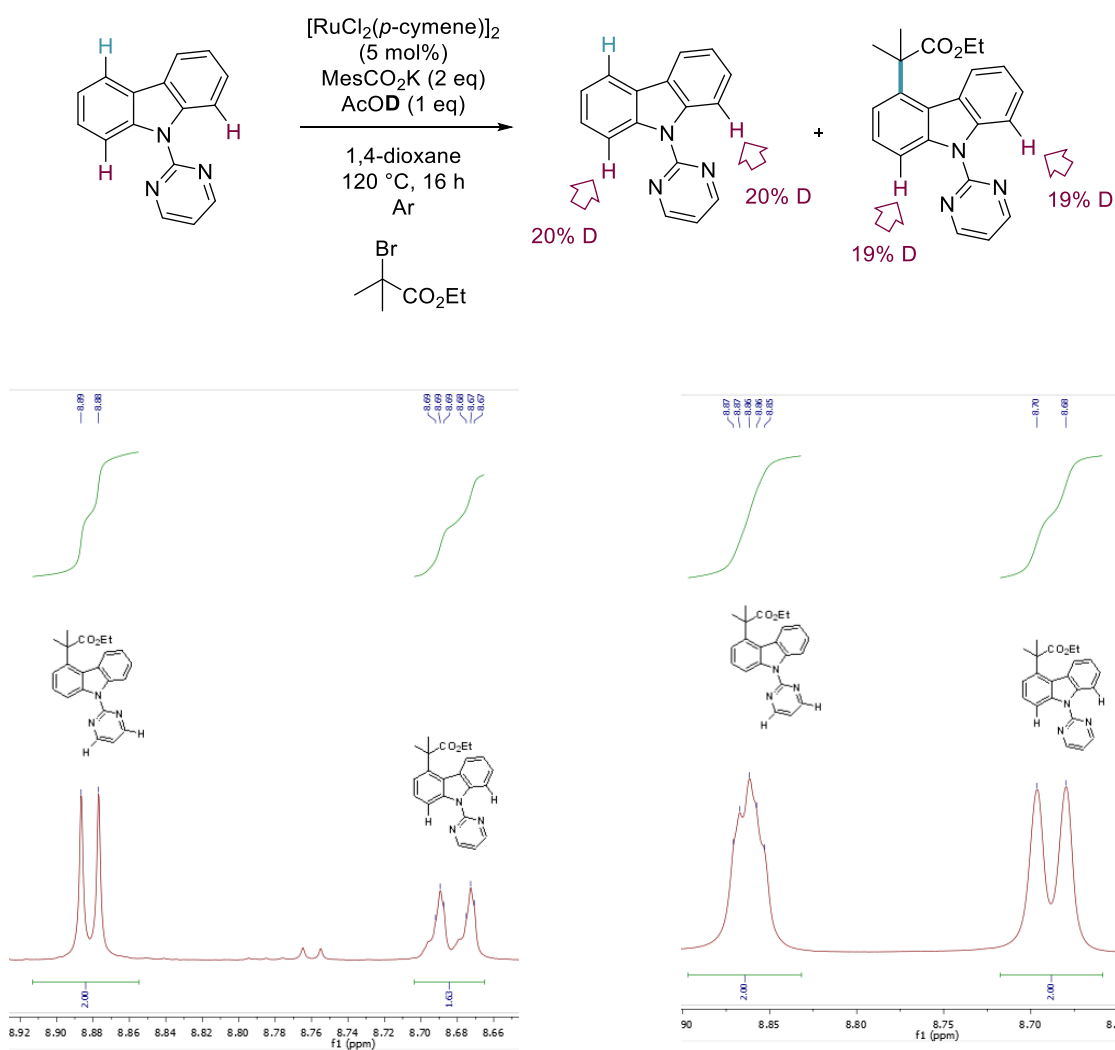 [RuCl2(p-cymene)]2
(5 mol%)
MesCO2K (2 eq)
AcOD (1 eq)
1,4-dioxane
120 °C, 16 h
Ar
Br
CO2Et
H
H
H
N
N
N
H
H
H
N
N
N
20% D
20% D
+
CO2Et
H
H
N
N
N
19% D
19% D
8.89
8.88
8.69
8.69
8.69
8.68
8.67
8.67
8.87
8.87
8.86
8.86
8.85
8.70
8.68
CO2Et
N
N
N
H
H
CO2Et
H
H
N
N
N
CO2Et
N
N
N
H
H
CO2Et
H
H
N
N
N
2.00
1.63
2.00
2.00
8.92 8.90 8.88 8.86 8.84 8.82 8.80 8.78 8.76 8.74 8.72 8.70 8.68 8.66
f1 (ppm)
90 8.85 8.80 8.75 8.70 8.
f1 (ppm)